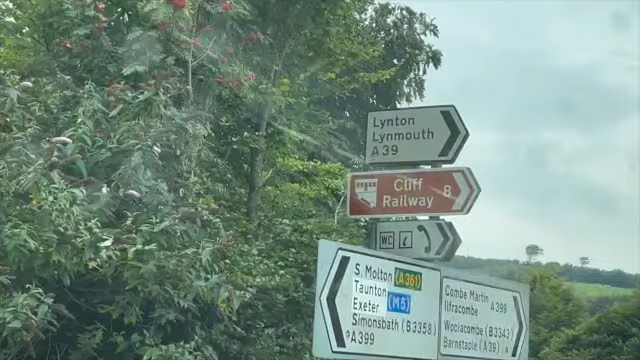 Lynton
Lynmouth
A39
Cliff
Railway 8
WC i
S. Molton (A361)
Taunton (M5)
Exeter
Simonsbath (B3358)
A399
Combe Martin
Ilfracombe A399
Woolacombe (B3343)
Barnstaple (A39)